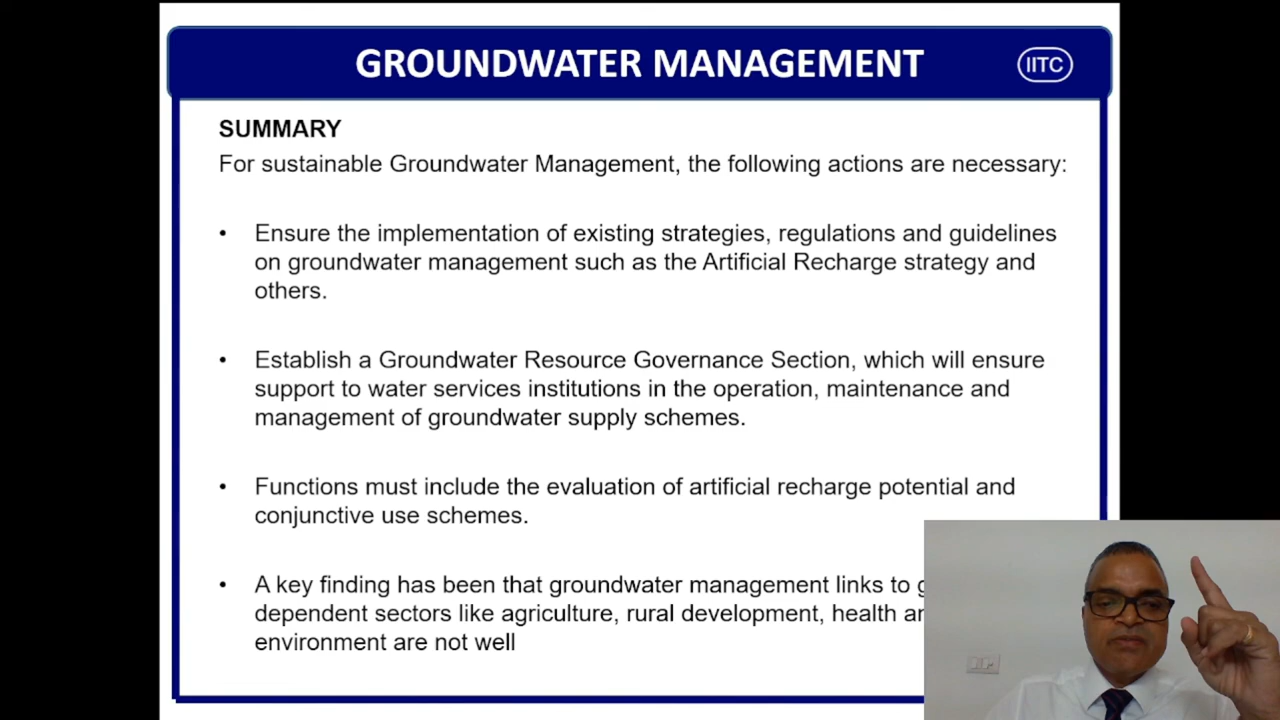 GROUNDWATER MANAGEMENT
IITC
SUMMARY
For sustainable Groundwater Management, the following actions are necessary:
• Ensure the implementation of existing strategies, regulations and guidelines
on groundwater management such as the Artificial Recharge strategy and
others.
• Establish a Groundwater Resource Governance Section, which will ensure
support to water services institutions in the operation, maintenance and
management of groundwater supply schemes.
• Functions must include the evaluation of artificial recharge potential and
conjunctive use schemes.
• A key finding has been that groundwater management links to
dependent sectors like agriculture, rural development, health
environment are not well